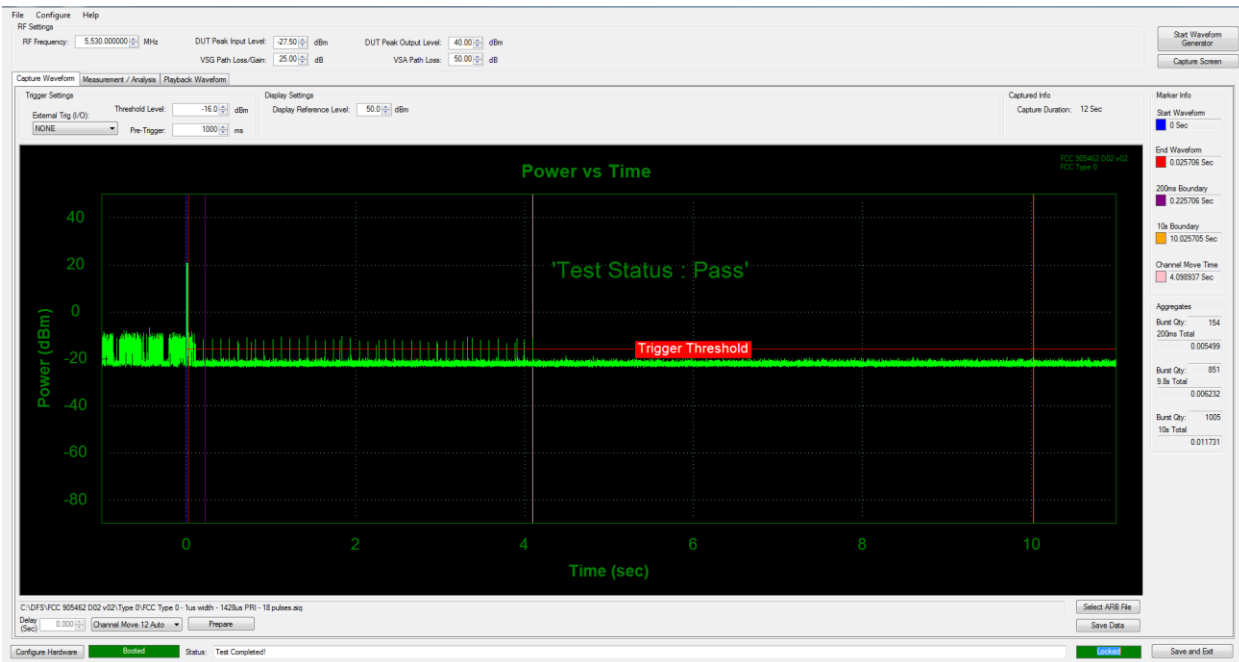 File Configure Help
RF Settings
RF Frequency: 5,530.000000 MHz DUT Peak Input Level: -27.50 dBm DUT Peak Output Level: 40.00 dBm
VSG Path Loss/Gain: 25.00 dB VSA Path Loss: 50.00 dB
Start Waveform
Generator
Capture Screen
Capture Waveform Measurement / Analysis Playback Waveform
Trigger Settings
External Trig (I/O):
NONE
Threshold Level: -16.0 dBm
Pre-Trigger: 1000 ms
Display Settings
Display Reference Level: 50.0 dBm
Captured Info
Capture Duration: 12 Sec
Power vs Time
FCC 905462 D02 v02
FCC Type 0
'Test Status : Pass'
Trigger Threshold
Power (dBm)
40
20
0
-20
-40
-60
-80
0 2 4 6 8 10
Time (sec)
Marker Info
Start Waveform
0 Sec
End Waveform
0.025706 Sec
200ms Boundary
0.225706 Sec
10s Boundary
10.025705 Sec
Channel Move Time
4.098937 Sec
Aggregates
Burst Qty: 154
200ms Total
0.005499
Burst Qty: 851
9.8s Total
0.006232
Burst Qty: 1005
10s Total
0.011731
C:\DFS\FCC 905462 D02 v02\Type 0\FCC Type 0 - 1us width - 1428us PRI - 18 pulses.aiq
Select ARB File
Delay
(Sec) 0.000 Channel Move 12 Auto Prepare
Save Data
Configure Hardware Booted Status: Test Completed! Locked Save and Exit